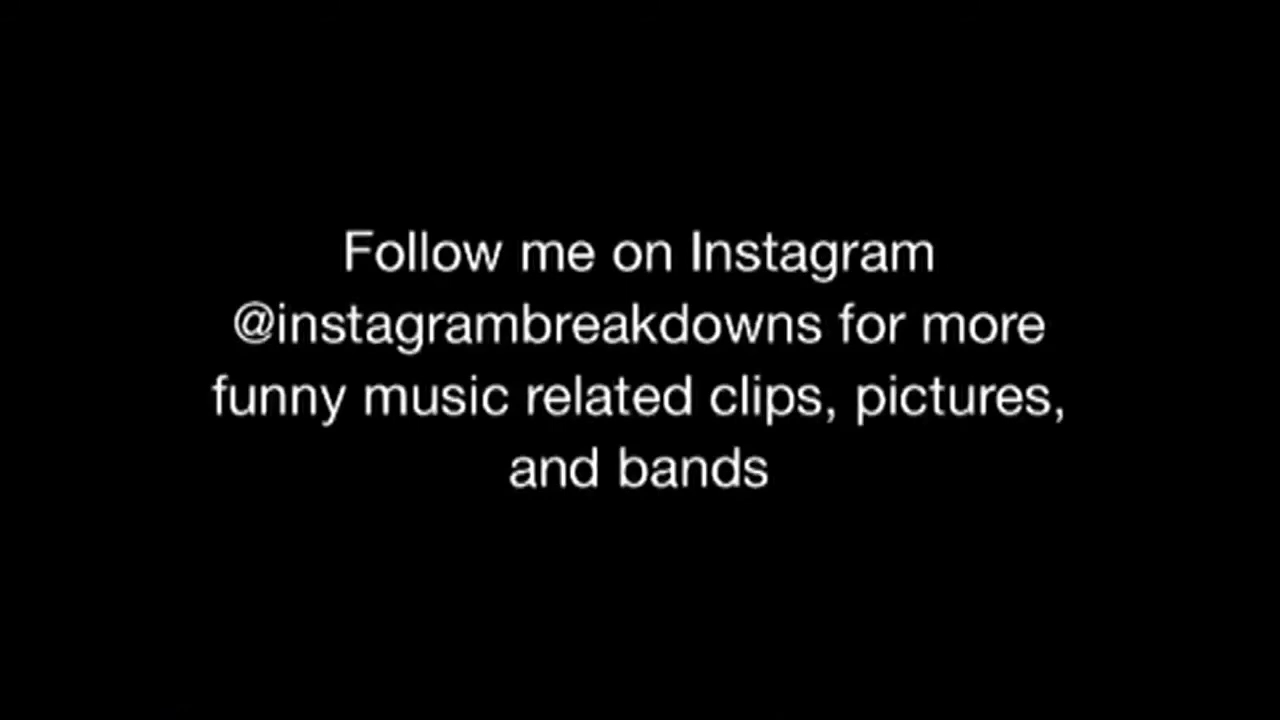 Follow me on Instagram
@instagrambreakdowns for more
funny music related clips, pictures,
and bands